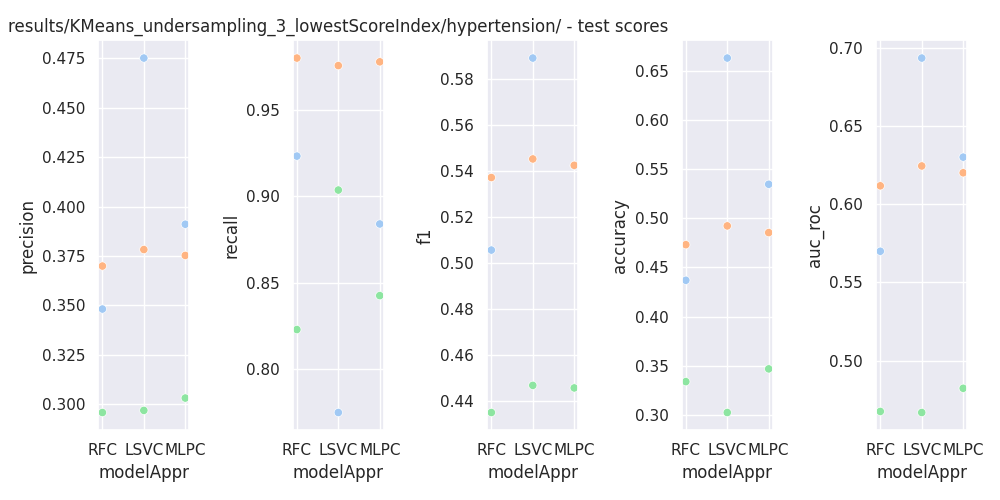 results/KMeans_undersampling_3_lowestScoreIndex/hypertension/ - test scores
precision
0.475
0.450
0.425
0.400
0.375
0.350
0.325
0.300
RFC LSVC MLPC
modelAppr
recall
0.95
0.90
0.85
0.80
RFC LSVC MLPC
modelAppr
f1
0.58
0.56
0.54
0.52
0.50
0.48
0.46
0.44
RFC LSVC MLPC
modelAppr
accuracy
0.65
0.60
0.55
0.50
0.45
0.40
0.35
0.30
RFC LSVC MLPC
modelAppr
auc_roc
0.70
0.65
0.60
0.55
0.50
RFC LSVC MLPC
modelAppr